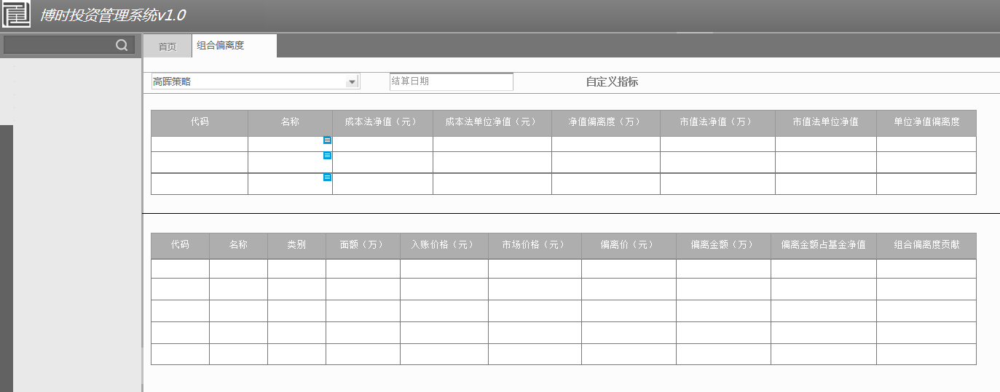 博时投资管理系统v1.0
首页 组合偏离度
高晖策略 结算日期 自定义指标
代码 名称 成本法净值（元） 成本法单位净值（元） 净值偏离度（万） 市值法净值（万） 市值法单位净值 单位净值偏离度
代码 名称 类别 面额（万） 入账价格（元） 市场价格（元） 偏离价（元） 偏离金额（万） 偏离金额占基金净值 组合偏离度贡献